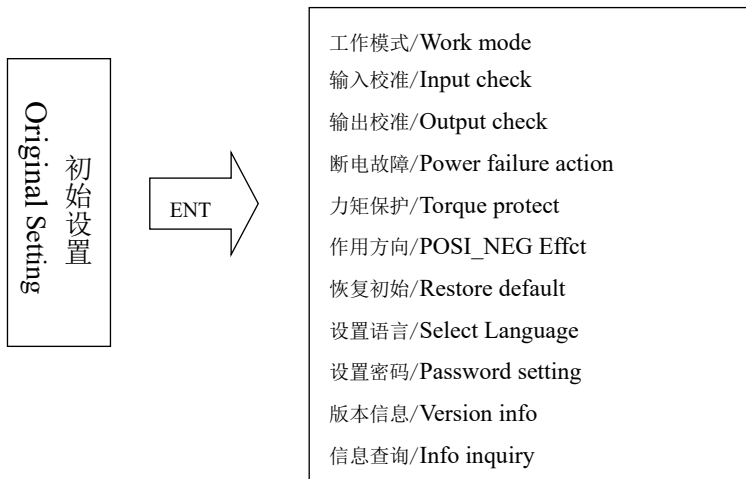 初始设置
Original Setting
ENT
工作模式/Work mode
输入校准/Input check
输出校准/Output check
断电故障/Power failure action
力矩保护/Torque protect
作用方向/POSI_NEG Effct
恢复初始/Restore default
设置语言/Select Language
设置密码/Password setting
版本信息/Version info
信息查询/Info inquiry